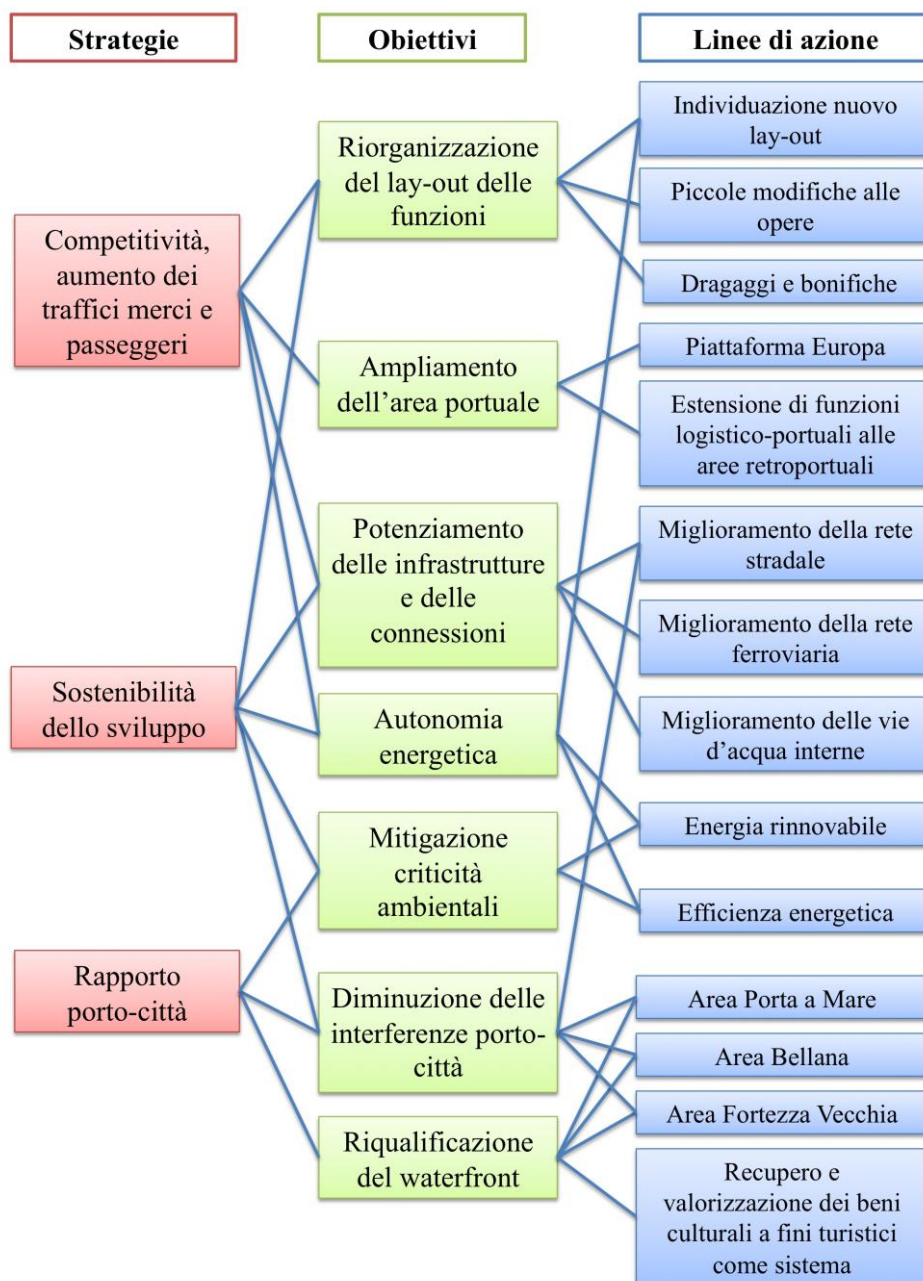 Strategie
Obiettivi
Linee di azione
Competitività,
aumento dei
traffici merci e
passeggeri
Sostenibilità
dello sviluppo
Rapporto
porto-città
Riorganizzazione
del lay-out delle
funzioni
Ampliamento
dell’area portuale
Potenziamento
delle infrastrutture
e delle
connessioni
Autonomia
energetica
Mitigazione
criticità
ambientali
Diminuzione delle
interferenze porto-
città
Riqualificazione
del waterfront
Individuazione nuovo
lay-out
Piccole modifiche alle
opere
Dragaggi e bonifiche
Piattaforma Europa
Estensione di funzioni
logistico-portuali alle
aree retroportuali
Miglioramento della rete
stradale
Miglioramento della rete
ferroviaria
Miglioramento delle vie
d’acqua interne
Energia rinnovabile
Efficienza energetica
Area Porta a Mare
Area Bellana
Area Fortezza Vecchia
Recupero e
valorizzazione dei beni
culturali a fini turistici
come sistema